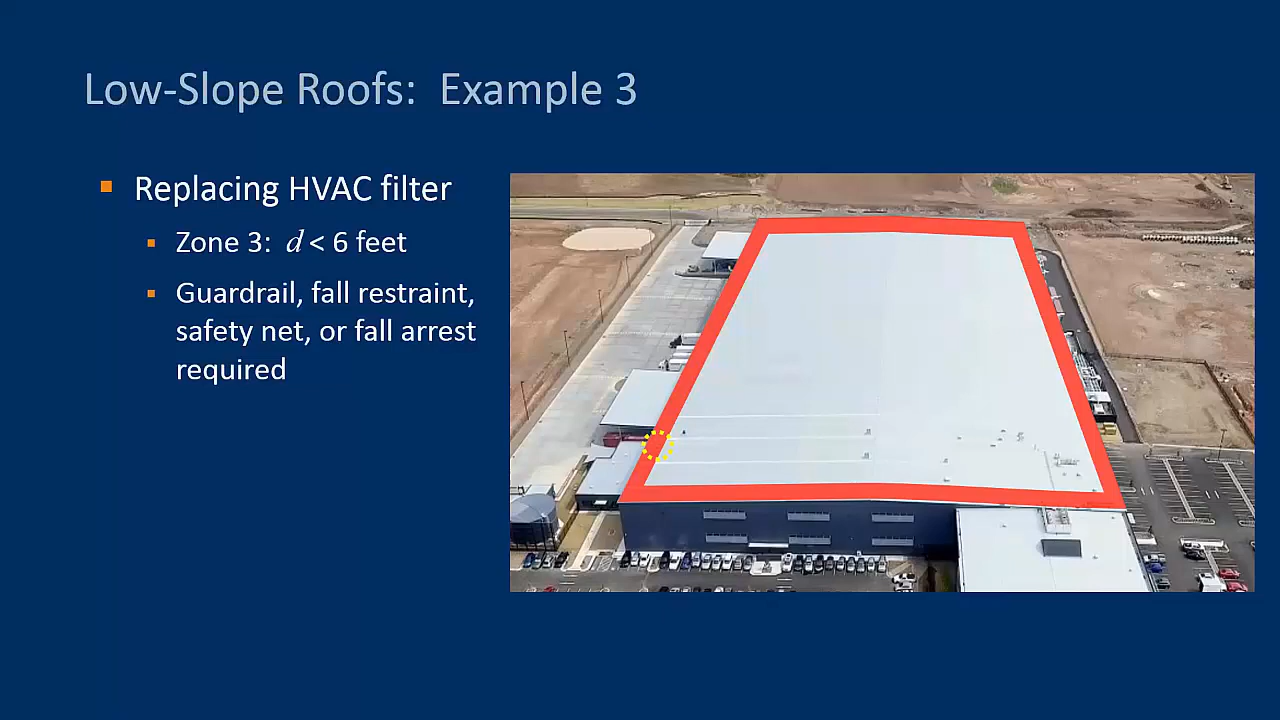 Low-Slope Roofs: Example 3
Replacing HVAC filter
Zone 3: d < 6 feet
Guardrail, fall restraint,
safety net, or fall arrest
required